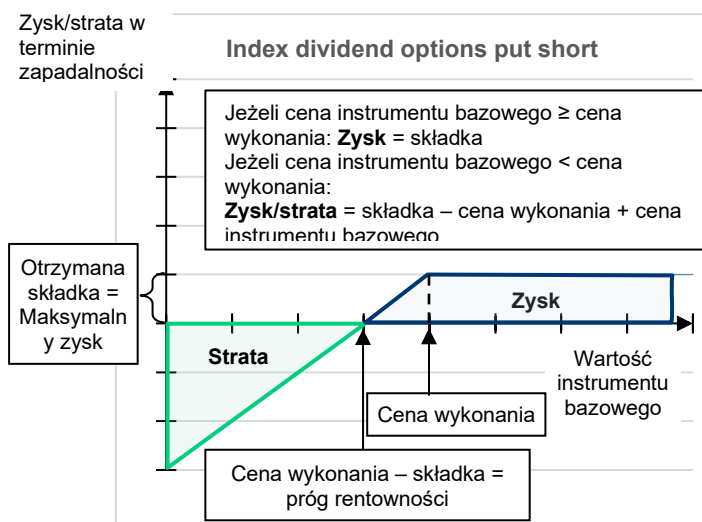 Zysk/strata w
terminie
zapadalności
Index dividend options put short
Jeżeli cena instrumentu bazowego ≥ cena
wykonania: Zysk = składka
Jeżeli cena instrumentu bazowego < cena
wykonania:
Zysk/strata = składka – cena wykonania + cena
instrumentu bazowego
Otrzymana
składka =
Maksymaln
y zysk
Zysk
Strata
Wartość
instrumentu
bazowego
Cena wykonania
Cena wykonania – składka =
próg rentowności